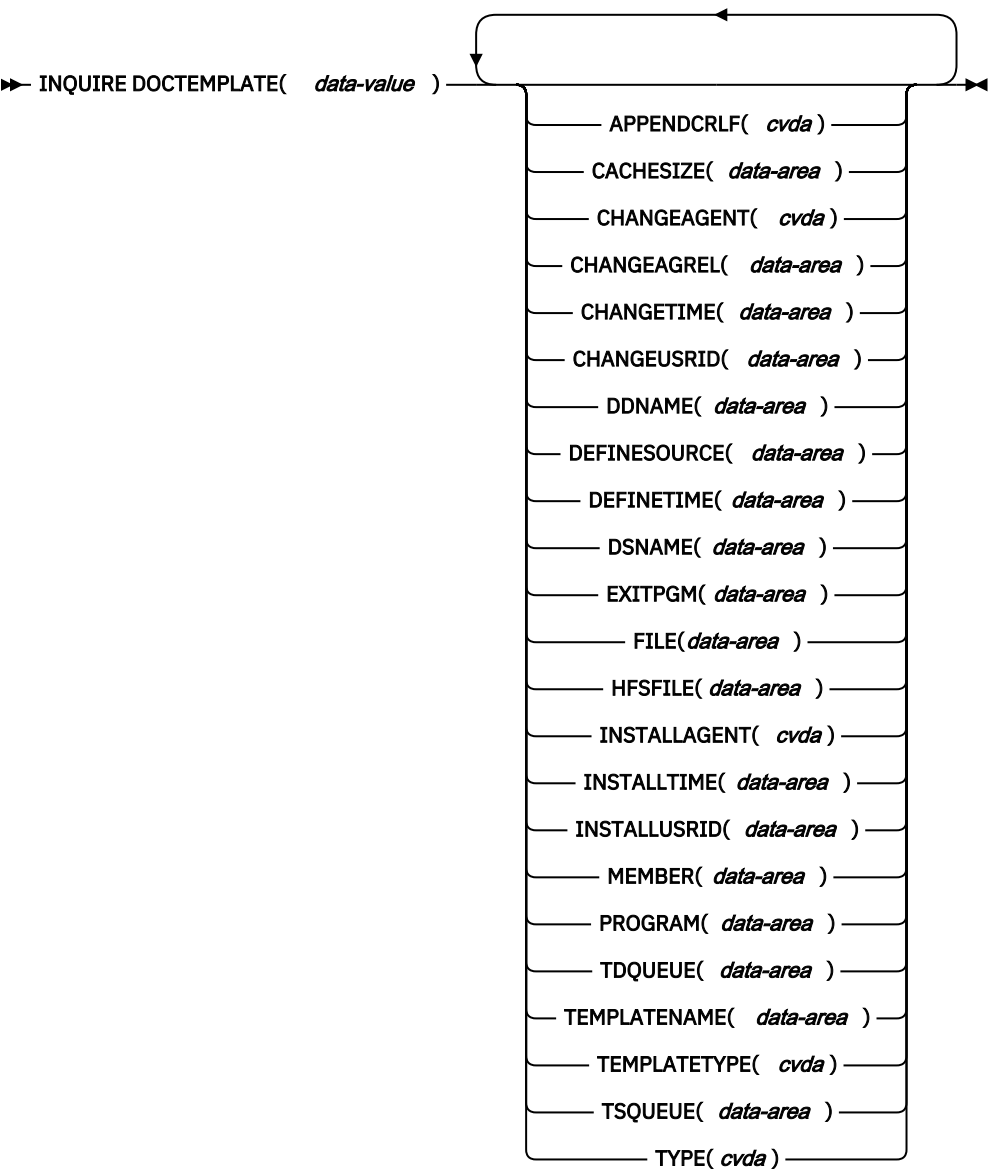 INQUIRE DOCTEMPLATE( data-value )
APPENDCRLF( cvda )
CACHESIZE( data-area )
CHANGEAGENT( cvda )
CHANGEAGREL( data-area )
CHANGETIME( data-area )
CHANGEUSRID( data-area )
DDNAME( data-area )
DEFINESOURCE( data-area )
DEFINETIME( data-area )
DSNAME( data-area )
EXITPGM( data-area )
FILE(data-area )
HFSFILE( data-area )
INSTALLAGENT( cvda )
INSTALLTIME( data-area )
INSTALLUSRID( data-area )
MEMBER( data-area )
PROGRAM( data-area )
TDQUEUE( data-area )
TEMPLATENAME( data-area )
TEMPLATETYPE( cvda )
TSQUEUE( data-area )
TYPE( cvda )